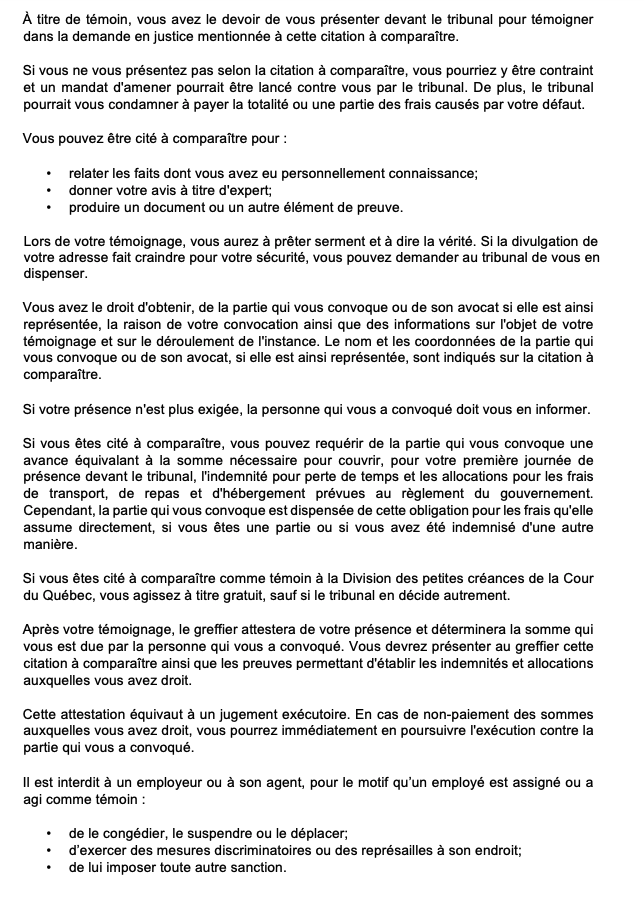 À titre de témoin, vous avez le devoir de vous présenter devant le tribunal pour témoigner
dans la demande en justice mentionnée à cette citation à comparaître.
Si vous ne vous présentez pas selon la citation à comparaître, vous pourriez y être contraint
et un mandat d'amener pourrait être lancé contre vous par le tribunal. De plus, le tribunal
pourrait vous condamner à payer la totalité ou une partie des frais causés par votre défaut.
Vous pouvez être cité à comparaître pour :
• relater les faits dont vous avez eu personnellement connaissance;
• donner votre avis à titre d'expert;
• produire un document ou un autre élément de preuve.
Lors de votre témoignage, vous aurez à prêter serment et à dire la vérité. Si la divulgation de
votre adresse fait craindre pour votre sécurité, vous pouvez demander au tribunal de vous en
dispenser.
Vous avez le droit d'obtenir, de la partie qui vous convoque ou de son avocat si elle est ainsi
représentée, la raison de votre convocation ainsi que des informations sur l'objet de votre
témoignage et sur le déroulement de l'instance. Le nom et les coordonnées de la partie qui
vous convoque ou de son avocat, si elle est ainsi représentée, sont indiqués sur la citation à
comparaître.
Si votre présence n'est plus exigée, la personne qui vous a convoqué doit vous en informer.
Si vous êtes cité à comparaître, vous pouvez requérir de la partie qui vous convoque une
avance équivalant à la somme nécessaire pour couvrir, pour votre première journée de
présence devant le tribunal, l'indemnité pour perte de temps et les allocations pour les frais
de transport, de repas et d'hébergement prévues au règlement du gouvernement.
Cependant, la partie qui vous convoque est dispensée de cette obligation pour les frais qu'elle
assume directement, si vous êtes une partie ou si vous avez été indemnisé d'une autre
manière.
Si vous êtes cité à comparaître comme témoin à la Division des petites créances de la Cour
du Québec, vous agissez à titre gratuit, sauf si le tribunal en décide autrement.
Après votre témoignage, le greffier attestera de votre présence et déterminera la somme qui
vous est due par la personne qui vous a convoqué. Vous devrez présenter au greffier cette
citation à comparaître ainsi que les preuves permettant d'établir les indemnités et allocations
auxquelles vous avez droit.
Cette attestation équivaut à un jugement exécutoire. En cas de non-paiement des sommes
auxquelles vous avez droit, vous pourrez immédiatement en poursuivre l'exécution contre la
partie qui vous a convoqué.
Il est interdit à un employeur ou à son agent, pour le motif qu’un employé est assigné ou a
agi comme témoin :
• de le congédier, le suspendre ou le déplacer;
• d’exercer des mesures discriminatoires ou des représailles à son endroit;
• de lui imposer toute autre sanction.